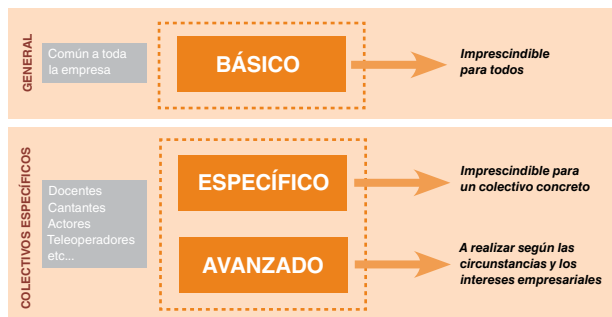 GENERAL
Común a toda
la empresa
BÁSICO
Imprescindible
para todos
COLECTIVOS ESPECÍFICOS
Docentes
Cantantes
Actores
Teleoperadores
etc...
ESPECÍFICO
Imprescindible para
un colectivo concreto
AVANZADO
A realizar según las
circunstancias y los
intereses empresariales